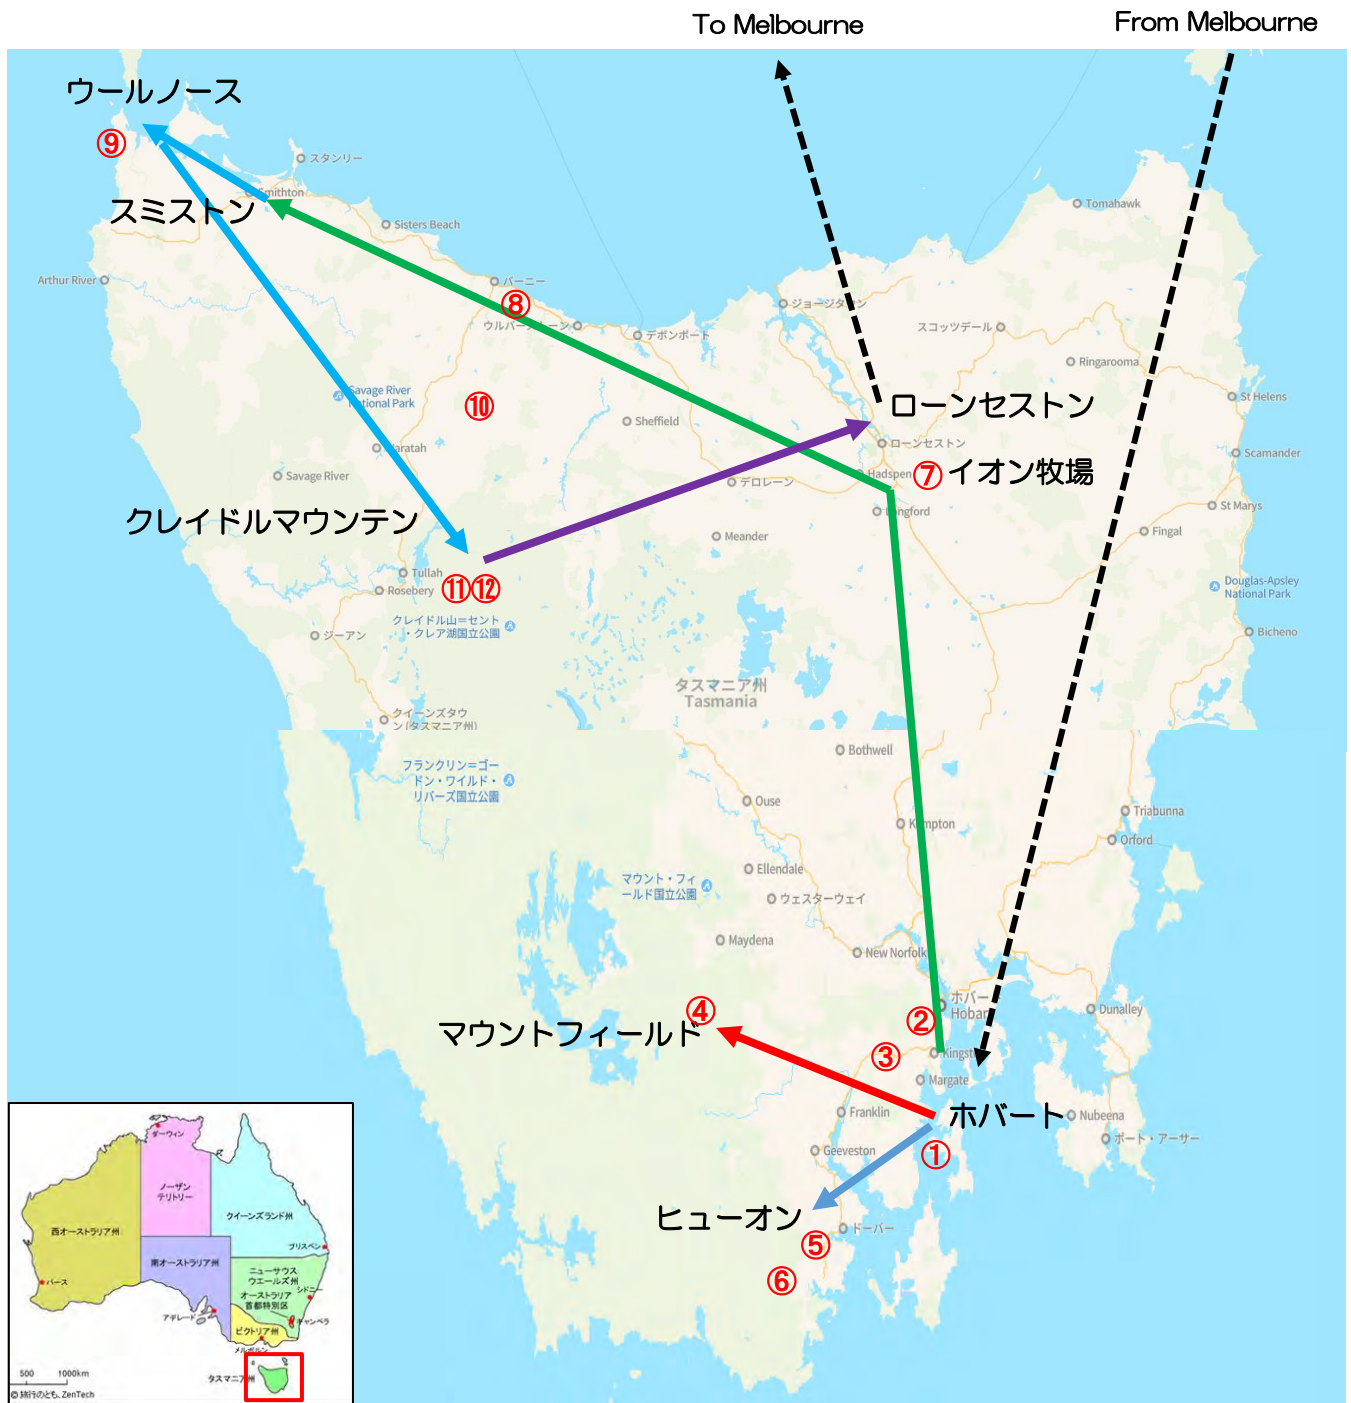 To Melbourne
From Melbourne
ウールノース
⑨
スタンリー
Smithton
スミストン
Sisters Beach
Tomahawk
Arthur River
バーニー
⑧
ジョージタウン
ウルバーストーン
デボンポート
スコッツデール
Ringarooma
Savage River
National Park
⑩
ローンセストン
St Helens
Sheffield
ローンセストン
Waratah
Scamander
Savage River
デロレーン
Hadspen
⑦
イオン牧場
クレイドルマウンテン
Longford
St Marys
Meander
Fingal
Tullah
⑪⑫
Rosebery
Douglas-Apsley
National Park
クレイドル山=セント
・クレア湖国立公園
ジーアン
Bicheno
タスマニア州
Tasmania
クイーンズタウ
ン(タスマニア州)
Bothwell
フランクリン=ゴー
ドン・ワイルド・
リバーズ国立公園
Ouse
Kempton
Triabunna
Orford
Ellendale
マウント・フィ
ールド国立公園
ウェスターウェイ
Maydena
New Norfolk
④
②
ホバート
Hobart
Dunalley
マウントフィールド
③
Kingston
Margate
Franklin
ホバート
Nubeena
ポート・アーサー
Geeveston
①
ヒューオン
ドーバー
⑤
⑥
ダーウィン
ノーザン
テリトリー
クイーンズランド州
西オーストラリア州
ブリスベン
南オーストラリア州
ニューサウス
ウエールズ州
パース
シドニー
オーストラリア
首都特別区
アデレード
キャンベラ
ビクトリア州
メルボルン
タスマニア州
500 1000km
© 旅行のとも、ZenTech